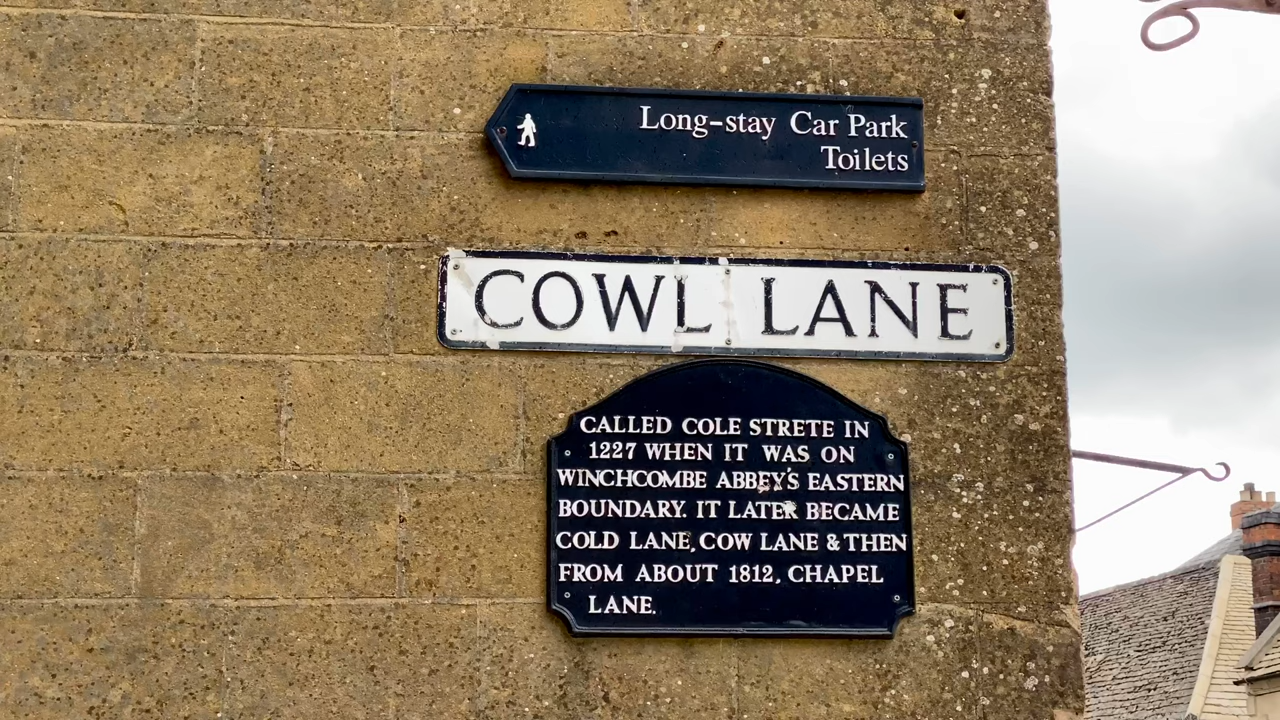 Long-stay Car Park
Toilets
COWL LANE
CALLED COLE STRETE IN
1227 WHEN IT WAS ON
WINCHCOMBE ABBEY'S EASTERN
BOUNDARY. IT LATER BECAME
COLD LANE, COW LANE & THEN
FROM ABOUT 1812, CHAPEL
LANE.